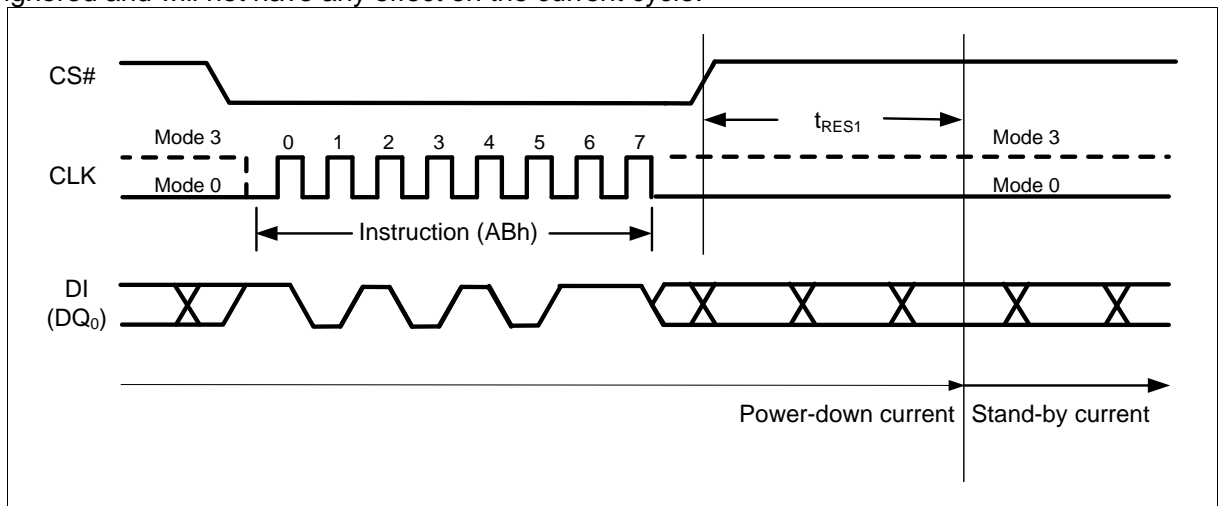 ignored and will not have any effect on the current cycle.
CS#
tRES1
Mode 3
0 1 2 3 4 5 6 7
Mode 3
CLK
Mode 0
Mode 0
Instruction (ABh)
DI
(DQ0)
Power-down current
Stand-by current